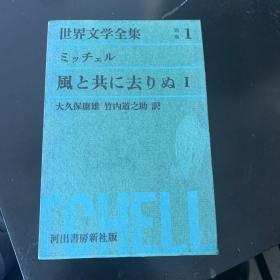 世界文学全集 別巻 1
ミッチェル
風と共に去りぬ I
大久保康雄 竹内道之助 訳
河出書房新社版
CHELL